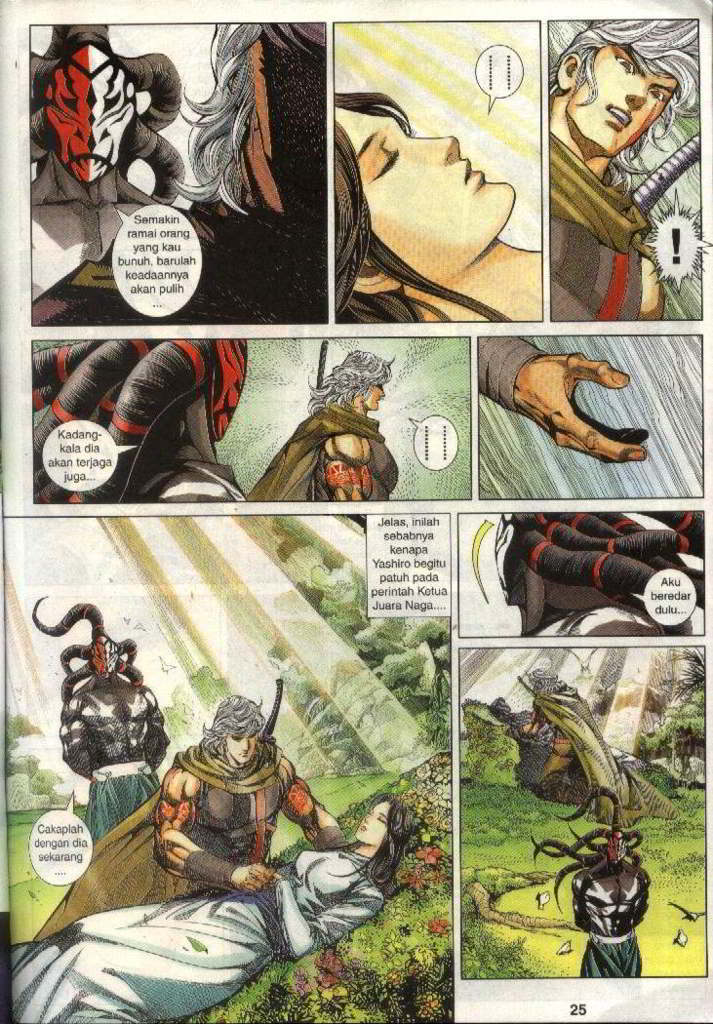 Semakin
ramai orang
yang kau
bunuh, barulah
keadaannya
akan pulih
...
!
Kadang-
kala dia
akan terjaga
juga...
Jelas, inilah
sebabnya
kenapa
Yashiro begitu
patuh pada
perintah Ketua
Juara Naga....
Cakaplah
dengan dia
sekarang
....
Aku
beredar
dulu...
25